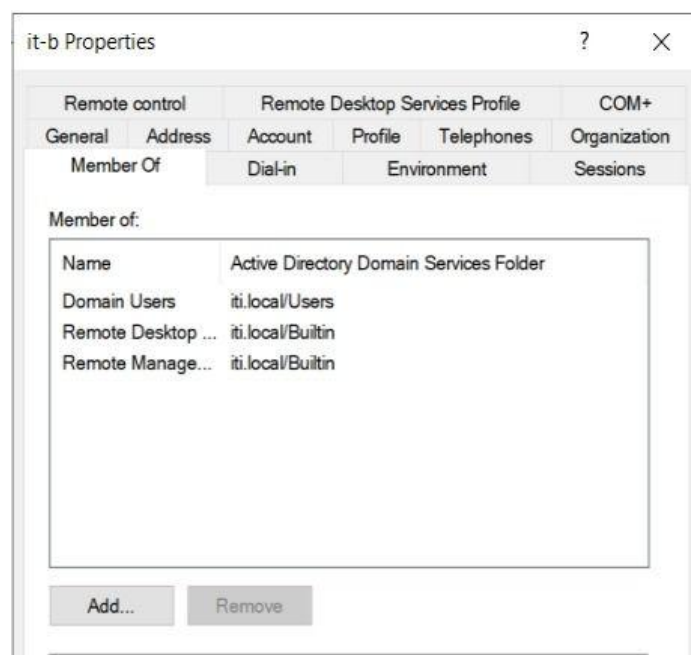 it-b Properties ? X
Remote control Remote Desktop Services Profile COM+
General Address Account Profile Telephones Organization
Member Of Dial-in Environment Sessions
Member of:
Name Active Directory Domain Services Folder
Domain Users iti.local/Users
Remote Desktop ... iti.local/Builtin
Remote Manage... iti.local/Builtin
Add... Remove